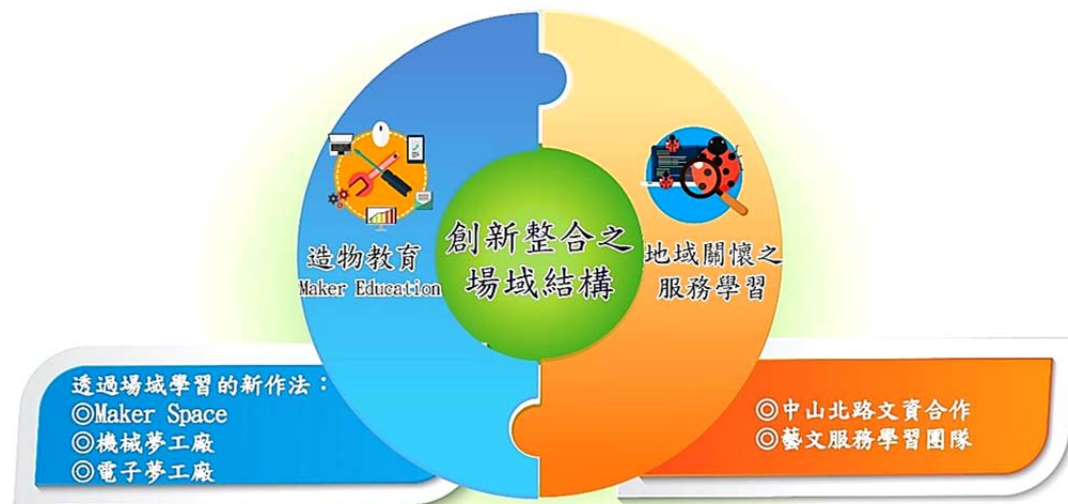 創新整合之
場域結構
造物教育
Maker Education
地域關懷之
服務學習
透過場域學習的新作法：
◎Maker Space
◎機械夢工廠
◎電子夢工廠
◎中山北路文資合作
◎藝文服務學習團隊